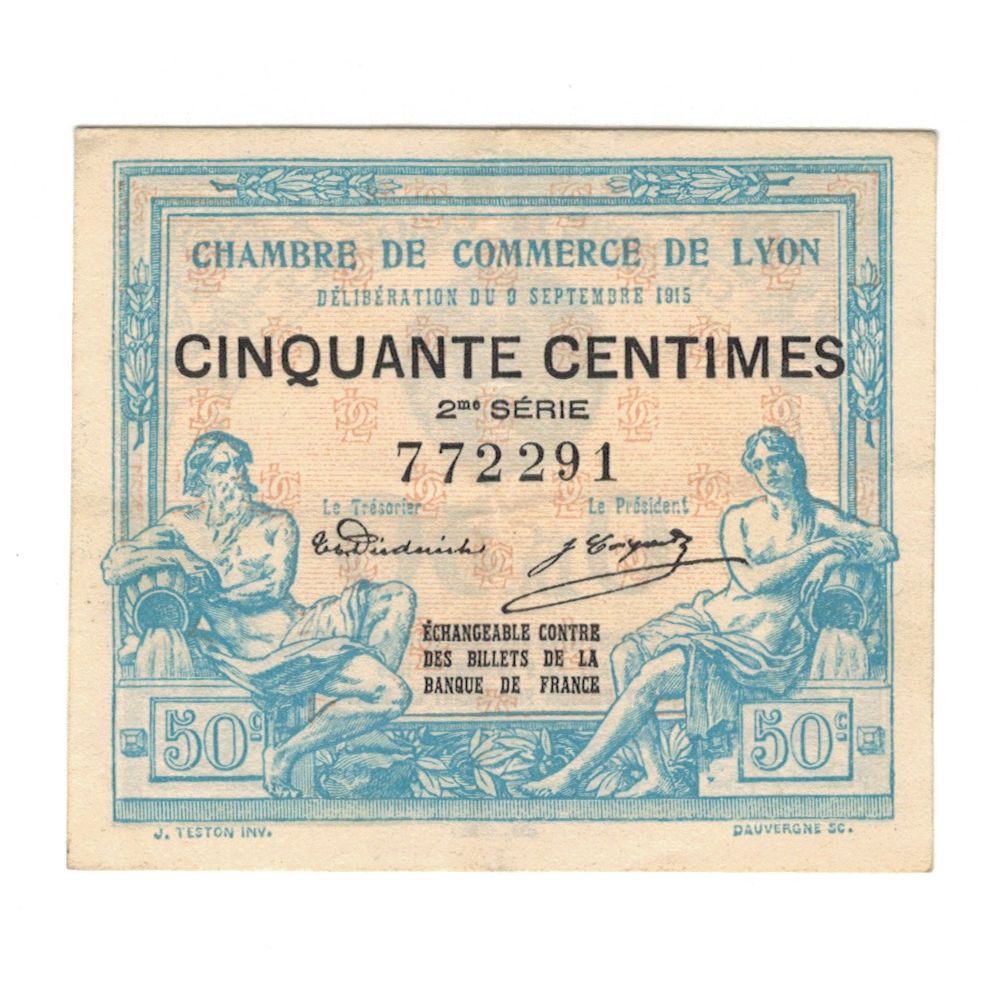 CHAMBRE DE COMMERCE DE LYON
DÉLIBÉRATION DU 9 SEPTEMBRE 1915
CINQUANTE CENTIMES
2me SÉRIE
772291
Le Trésorier Le Président
ÉCHANGEABLE CONTRE
DES BILLETS DE LA
BANQUE DE FRANCE
50c 50c
J. TESTON INV. DAUVERGNE SC.